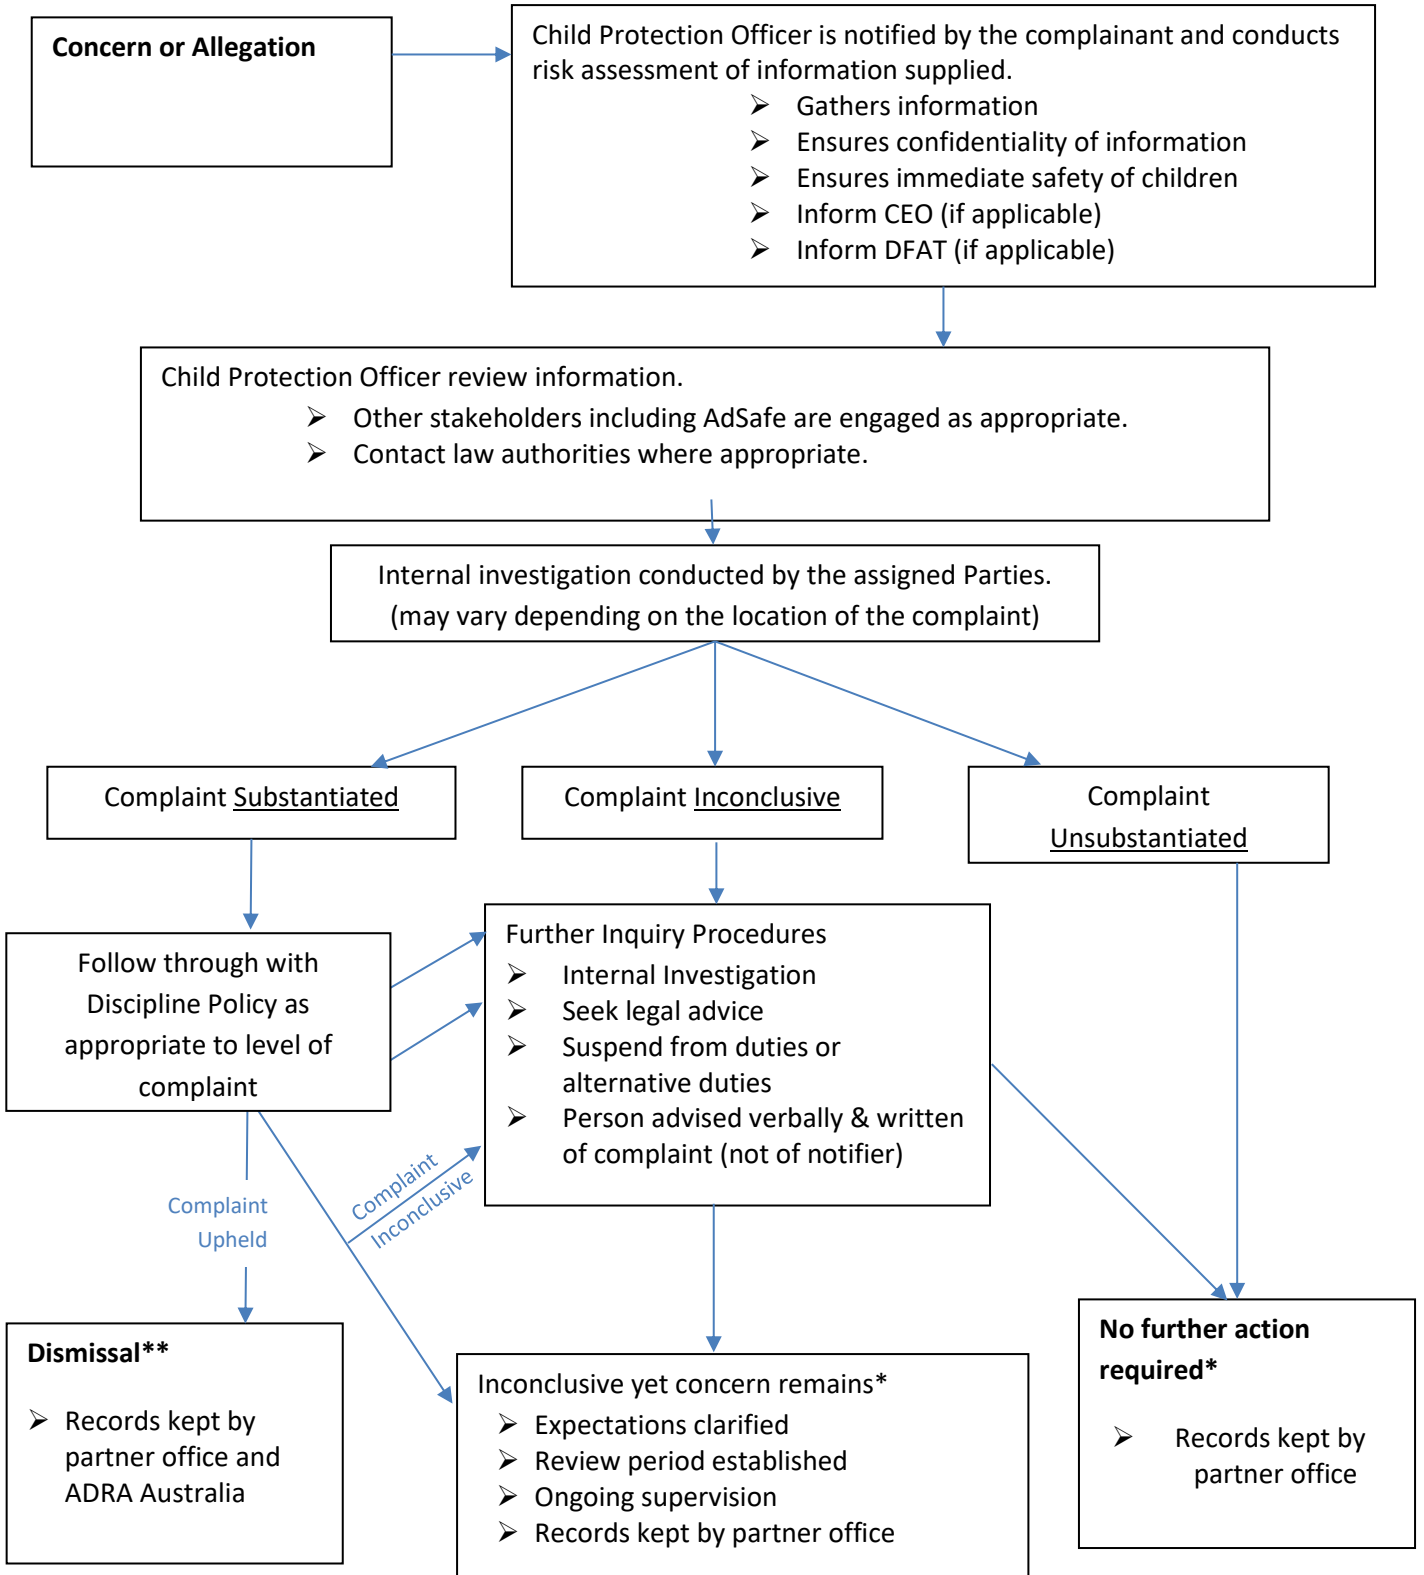 Concern or Allegation
Child Protection Officer is notified by the complainant and conducts
risk assessment of information supplied.
➢ Gathers information
➢ Ensures confidentiality of information
➢ Ensures immediate safety of children
➢ Inform CEO (if applicable)
➢ Inform DFAT (if applicable)
Child Protection Officer review information.
➢ Other stakeholders including AdSafe are engaged as appropriate.
➢ Contact law authorities where appropriate.
Internal investigation conducted by the assigned Parties.
(may vary depending on the location of the complaint)
Complaint Substantiated
Complaint Inconclusive
Complaint
Unsubstantiated
Follow through with
Discipline Policy as
appropriate to level of
complaint
Further Inquiry Procedures
➢ Internal Investigation
➢ Seek legal advice
➢ Suspend from duties or
alternative duties
➢ Person advised verbally & written
of complaint (not of notifier)
Complaint
Upheld
Complaint
Inconclusive
Dismissal**
➢ Records kept by
partner office and
ADRA Australia
Inconclusive yet concern remains*
➢ Expectations clarified
➢ Review period established
➢ Ongoing supervision
➢ Records kept by partner office
No further action
required*
➢ Records kept by
partner office